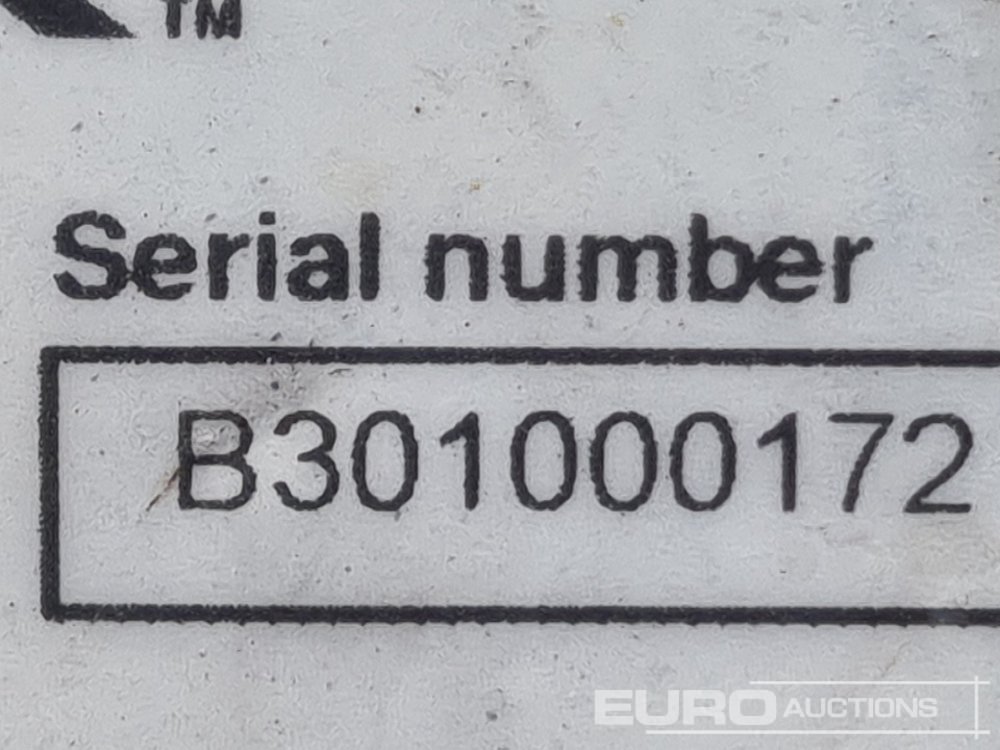 TM
Serial number
B301000172
EURO AUCTIONS